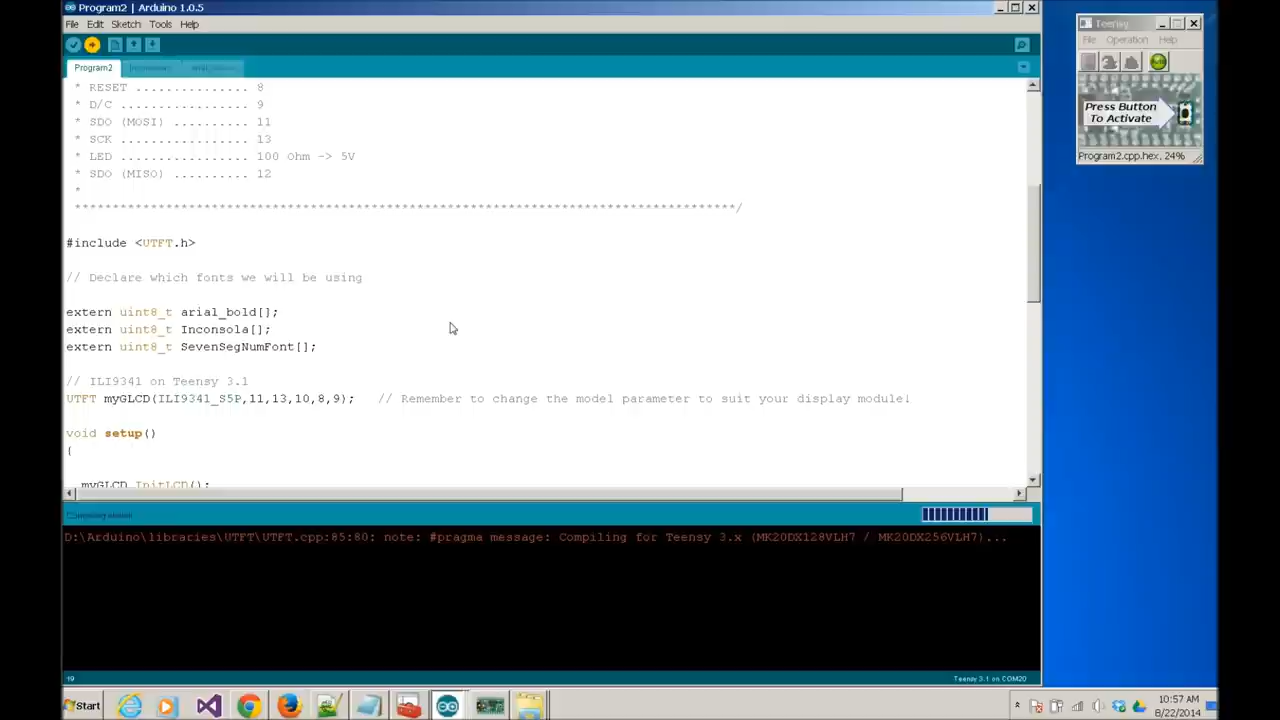 Program2 | Arduino 1.0.5
File Edit Sketch Tools Help
Program2
* RESET ............... 8
* D/C ................. 9
* SDO (MOSI) .......... 11
* SCK ................. 13
* LED ................. 100 Ohm -> 5V
* SDO (MISO) .......... 12
*
***************************************************************************************/
#include <UTFT.h>
// Declare which fonts we will be using
extern uint8_t arial_bold[];
extern uint8_t Inconsola[];
extern uint8_t SevenSegNumFont[];
// ILI9341 on Teensy 3.1
UTFT myGLCD(ILI9341_S5P,11,13,10,8,9);   // Remember to change the model parameter to suit your display module!
void setup()
{
myGLCD.InitLCD();
D:\Arduino\libraries\UTFT\UTFT.cpp:85:80: note: #pragma message: Compiling for Teensy 3.x (MK20DX128VLH7 / MK20DX256VLH7)...
19
Teensy 3.1 on COM20
Teensy
File Operation Help
Press Button
To Activate
Program2.cpp.hex, 24%
Start
10:57 AM
8/22/2014